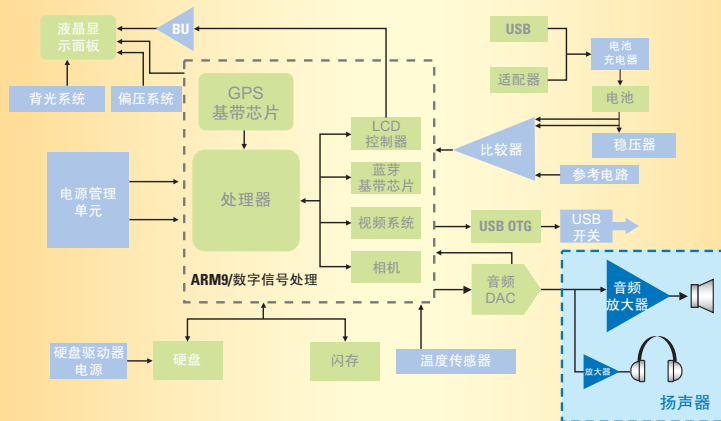 液晶显
示面板
BU
背光系统
偏压系统
USB
适配器
电池
充电器
电池
稳压器
比较器
参考电路
GPS
基带芯片
LCD
控制器
处理器
蓝芽
基带芯片
视频系统
相机
电源管理
单元
ARM9/数字信号处理
USB OTG
USB
开关
音频
DAC
音频
放大器
放大器
扬声器
硬盘驱动器
电源
硬盘
闪存
温度传感器